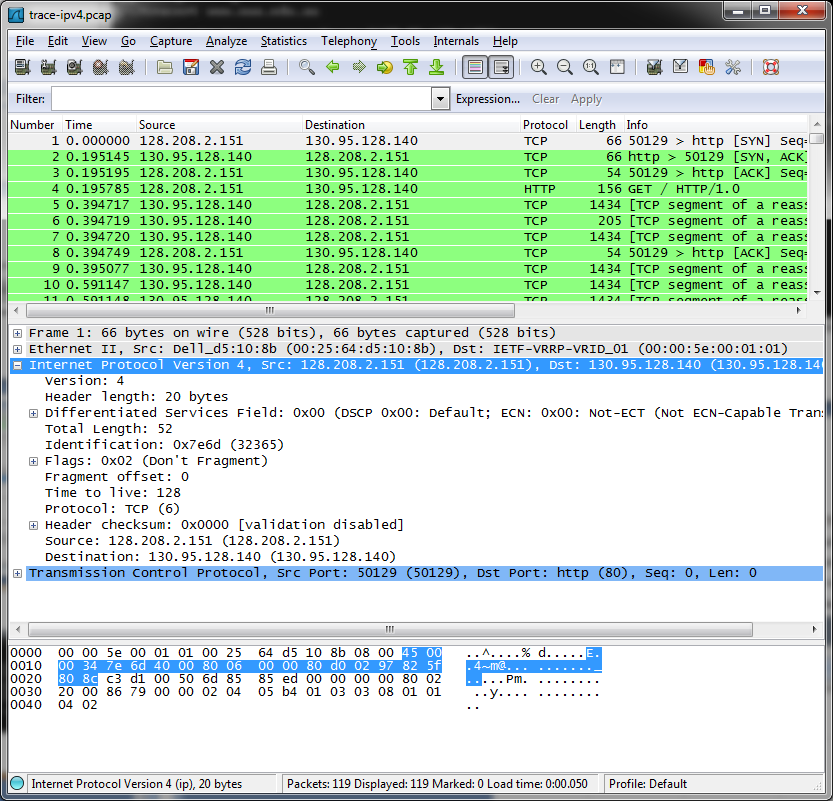 trace-ipv4.pcap
File Edit View Go Capture Analyze Statistics Telephony Tools Internals Help
Filter: Expression... Clear Apply
Number Time Source Destination Protocol Length Info
1 0.000000 128.208.2.151 130.95.128.140 TCP 66 50129 > http [SYN] Seq=
2 0.195145 130.95.128.140 128.208.2.151 TCP 66 http > 50129 [SYN, ACK]
3 0.195195 128.208.2.151 130.95.128.140 TCP 54 50129 > http [ACK] Seq=
4 0.195785 128.208.2.151 130.95.128.140 HTTP 156 GET / HTTP/1.0
5 0.394717 130.95.128.140 128.208.2.151 TCP 1434 [TCP segment of a reass
6 0.394719 130.95.128.140 128.208.2.151 TCP 205 [TCP segment of a reass
7 0.394720 130.95.128.140 128.208.2.151 TCP 1434 [TCP segment of a reass
8 0.394749 128.208.2.151 130.95.128.140 TCP 54 50129 > http [ACK] Seq=
9 0.395077 130.95.128.140 128.208.2.151 TCP 1434 [TCP segment of a reass
10 0.591147 130.95.128.140 128.208.2.151 TCP 1434 [TCP segment of a reass
11 0.591148 130.95.128.140 128.208.2.151 TCP 1434 [TCP segment of a reass
Frame 1: 66 bytes on wire (528 bits), 66 bytes captured (528 bits)
Ethernet II, Src: Dell_d5:10:8b (00:25:64:d5:10:8b), Dst: IETF-VRRP-VRID_01 (00:00:5e:00:01:01)
Internet Protocol Version 4, Src: 128.208.2.151 (128.208.2.151), Dst: 130.95.128.140 (130.95.128.140
Version: 4
Header length: 20 bytes
Differentiated Services Field: 0x00 (DSCP 0x00: Default; ECN: 0x00: Not-ECT (Not ECN-Capable Tran
Total Length: 52
Identification: 0x7e6d (32365)
Flags: 0x02 (Don't Fragment)
Fragment offset: 0
Time to live: 128
Protocol: TCP (6)
Header checksum: 0x0000 [validation disabled]
Source: 128.208.2.151 (128.208.2.151)
Destination: 130.95.128.140 (130.95.128.140)
Transmission Control Protocol, Src Port: 50129 (50129), Dst Port: http (80), Seq: 0, Len: 0
0000 00 00 5e 00 01 01 00 25 64 d5 10 8b 08 00 45 00 ..^....% d.....E.
0010 00 34 7e 6d 40 00 80 06 00 00 80 d0 02 97 82 5f .4~m@... ......._
0020 80 8c c3 d1 00 50 6d 85 85 ed 00 00 00 00 80 02 .....Pm. ........
0030 20 00 86 79 00 00 02 04 05 b4 01 03 03 08 01 01 ..y.... ........
0040 04 02 ..
Internet Protocol Version 4 (ip), 20 bytes Packets: 119 Displayed: 119 Marked: 0 Load time: 0:00.050 Profile: Default